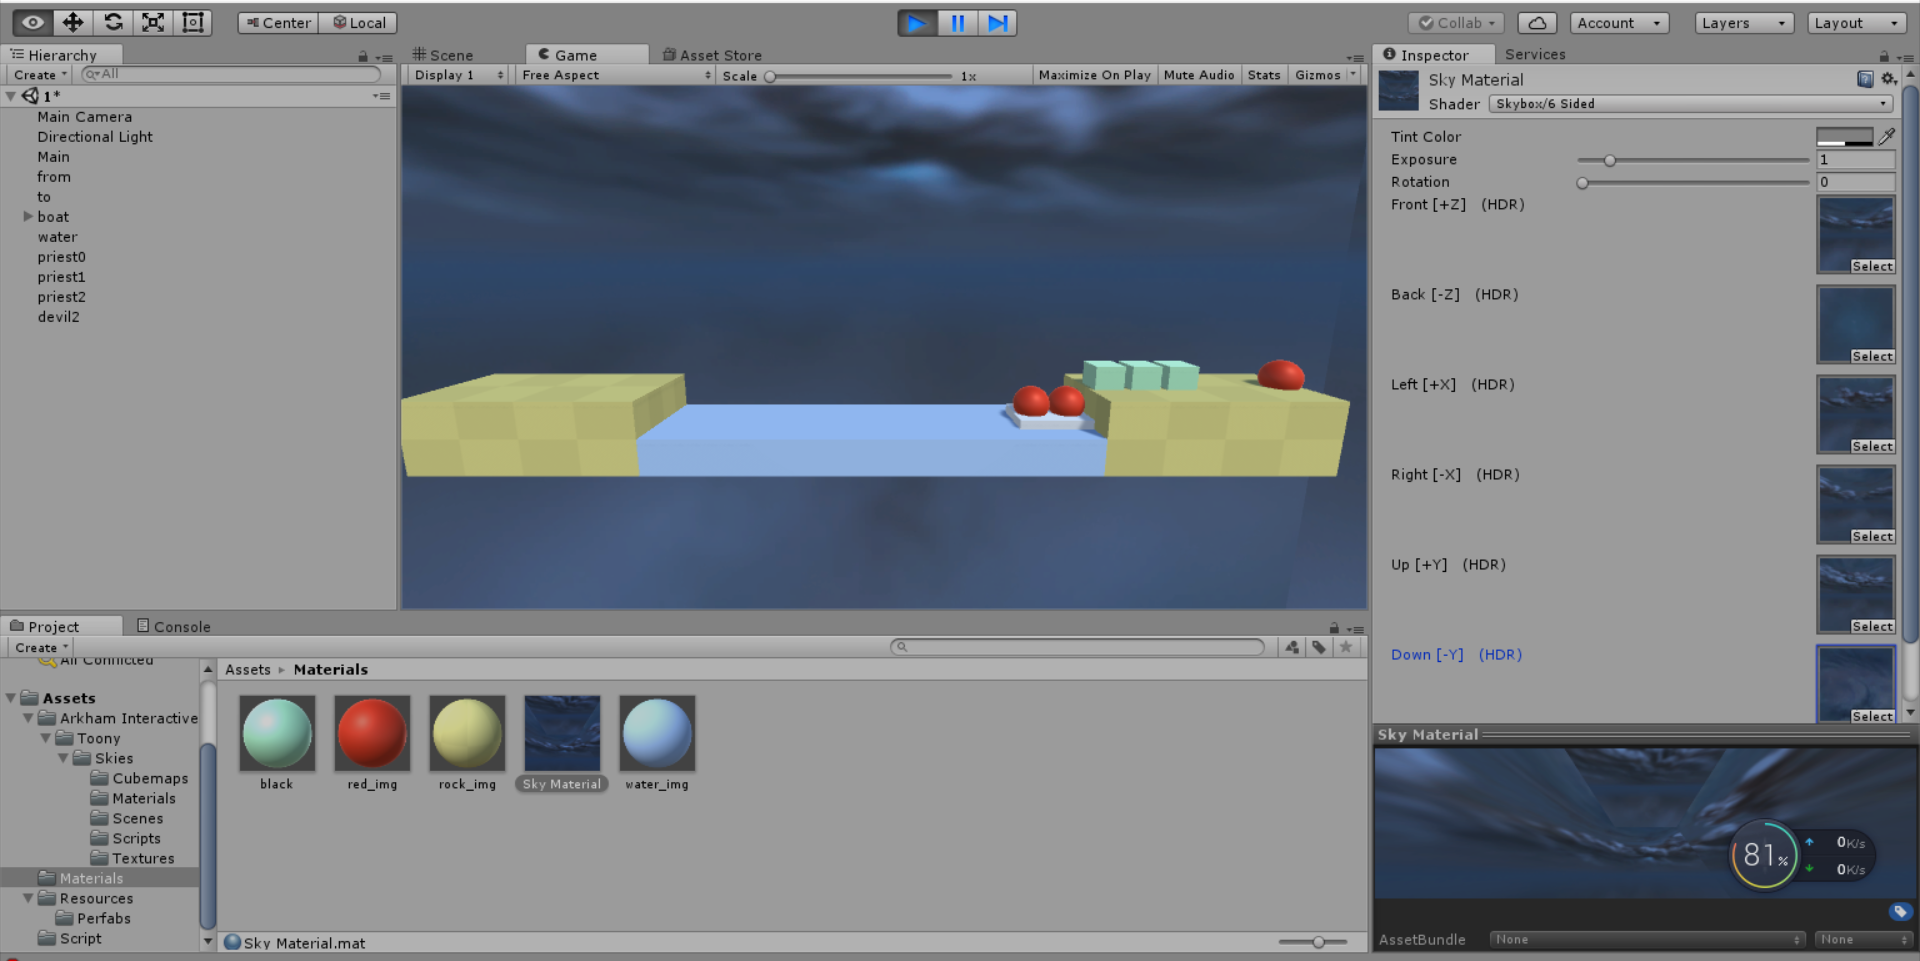 Center Local
Collab Account Layers Layout
Hierarchy
Create All
1*
Main Camera
Directional Light
Main
from
to
boat
water
priest0
priest1
priest2
devil2
Scene Game Asset Store
Display 1 Free Aspect Scale 1x Maximize On Play Mute Audio Stats Gizmos
Inspector Services
Sky Material
Shader Skybox/6 Sided
Tint Color
Exposure 1
Rotation 0
Front [+Z] (HDR)
Select
Back [-Z] (HDR)
Select
Left [+X] (HDR)
Select
Right [-X] (HDR)
Select
Up [+Y] (HDR)
Select
Down [-Y] (HDR)
Select
Project Console
Create
All Conflicted
Assets
Arkham Interactive
Toony
Skies
Cubemaps
Materials
Scenes
Scripts
Textures
Materials
Resources
Perfabs
Script
Assets Materials
black red_img rock_img Sky Material water_img
Sky Material.mat
Sky Material
81%
0K/s
0K/s
AssetBundle None None